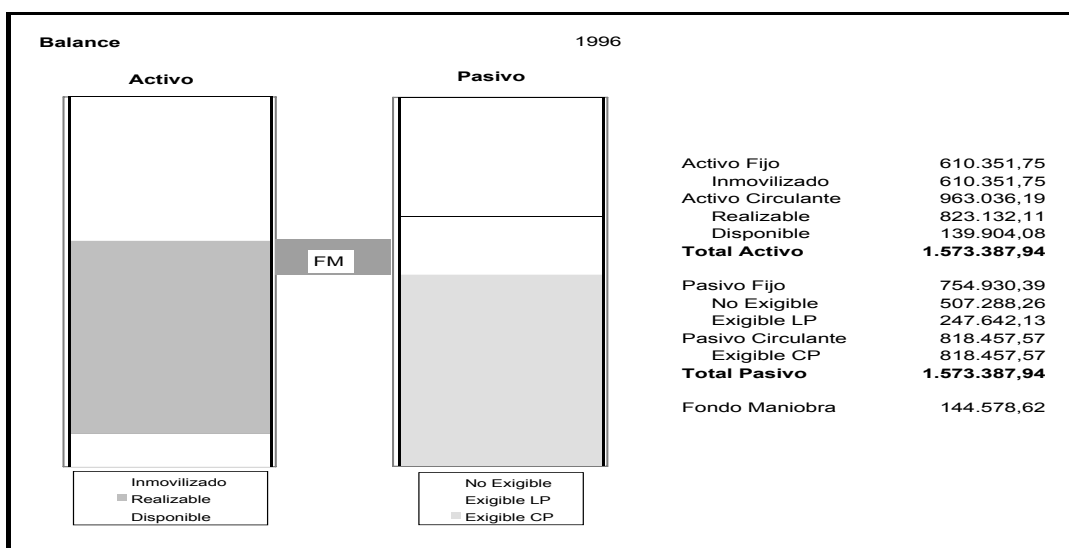 Balance 1996
Activo Pasivo
FM
Inmovilizado
Realizable
Disponible
No Exigible
Exigible LP
Exigible CP
Activo Fijo 610.351,75
Inmovilizado 610.351,75
Activo Circulante 963.036,19
Realizable 823.132,11
Disponible 139.904,08
Total Activo 1.573.387,94
Pasivo Fijo 754.930,39
No Exigible 507.288,26
Exigible LP 247.642,13
Pasivo Circulante 818.457,57
Exigible CP 818.457,57
Total Pasivo 1.573.387,94
Fondo Maniobra 144.578,62